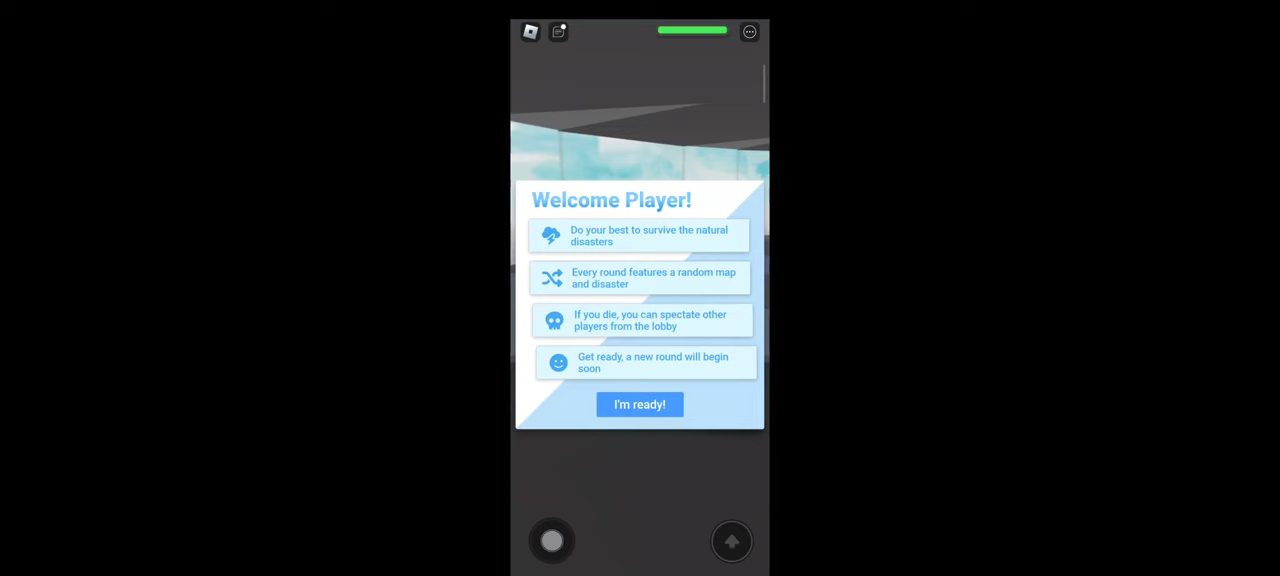 Welcome Player!
Do your best to survive the natural
disasters
Every round features a random map
and disaster
If you die, you can spectate other
players from the lobby
Get ready, a new round will begin
soon
I'm ready!